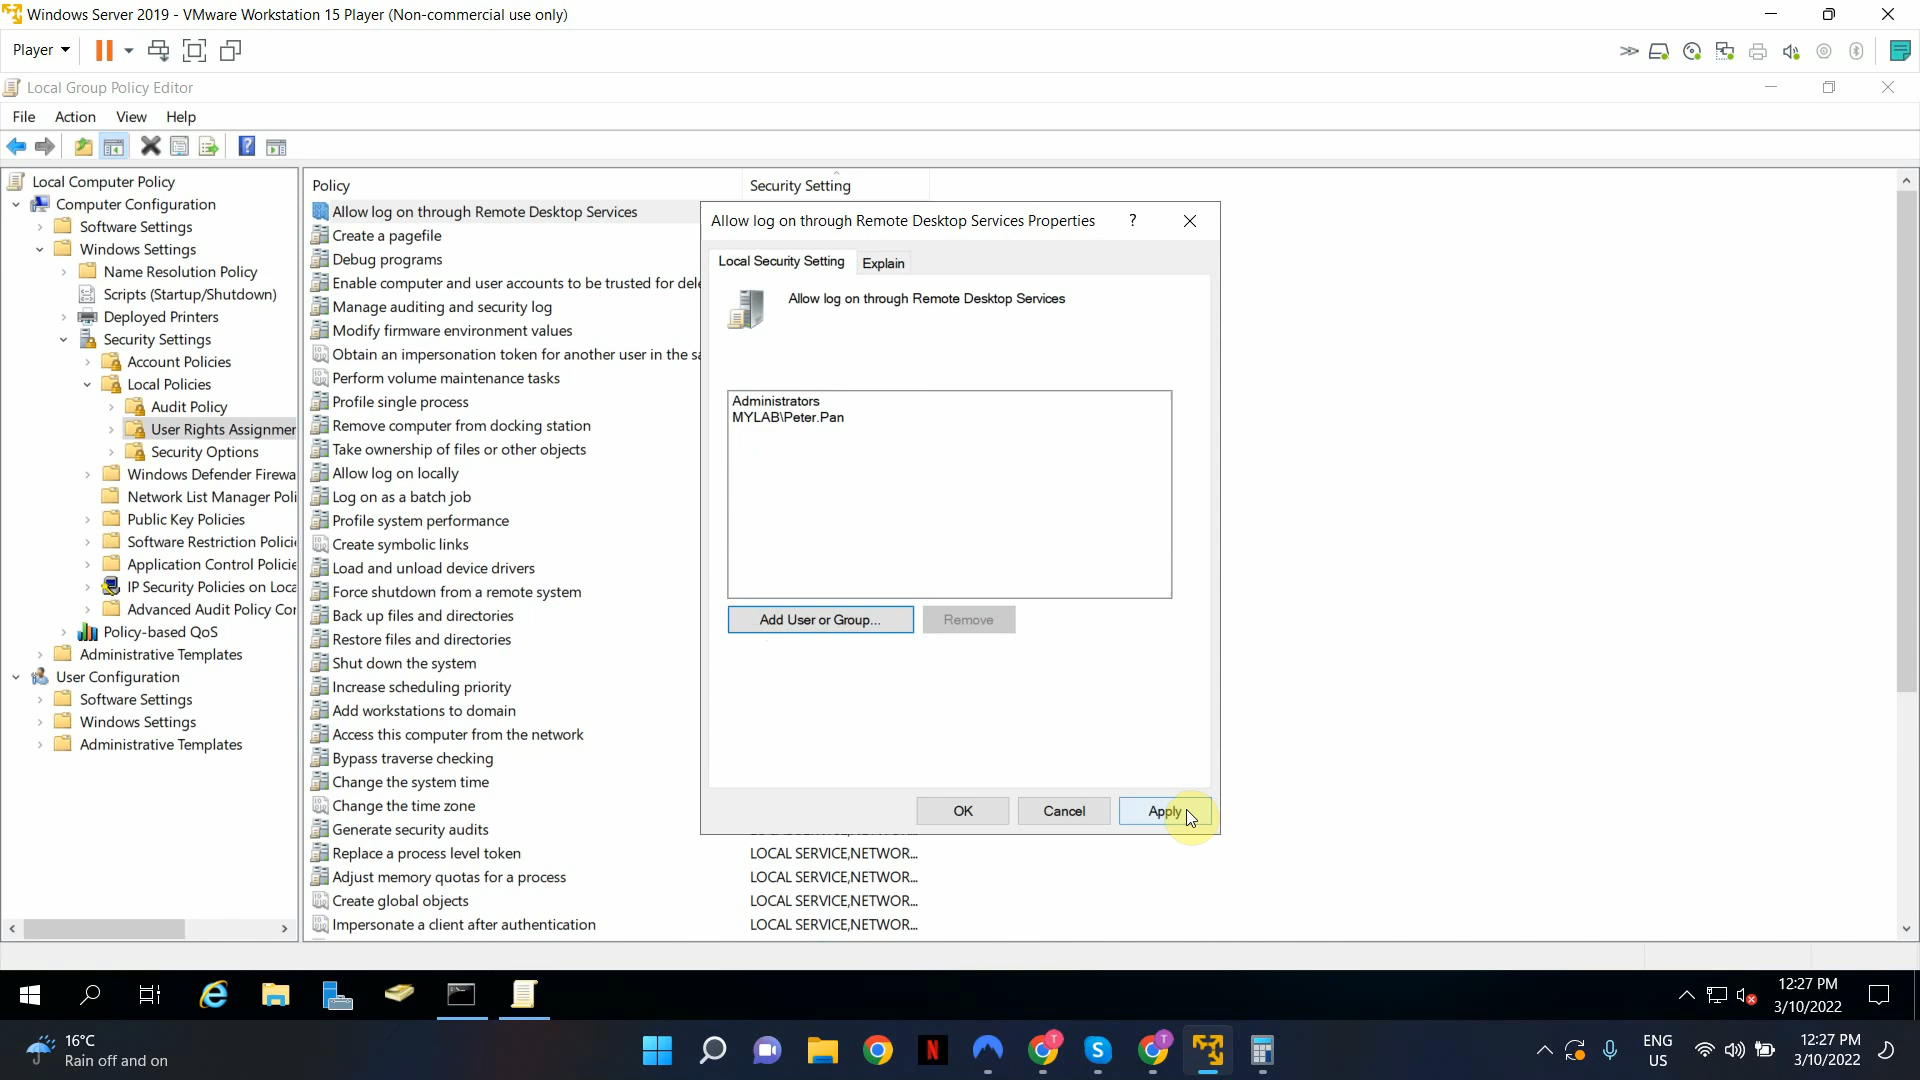 Windows Server 2019 - VMware Workstation 15 Player (Non-commercial use only)
Player
Local Group Policy Editor
File Action View Help
Local Computer Policy
Computer Configuration
Software Settings
Windows Settings
Name Resolution Policy
Scripts (Startup/Shutdown)
Deployed Printers
Security Settings
Account Policies
Local Policies
Audit Policy
User Rights Assignmer
Security Options
Windows Defender Firewa
Network List Manager Poli
Public Key Policies
Software Restriction Policie
Application Control Policie
IP Security Policies on Loca
Advanced Audit Policy Cor
Policy-based QoS
Administrative Templates
User Configuration
Software Settings
Windows Settings
Administrative Templates
Policy Security Setting
Allow log on through Remote Desktop Services
Create a pagefile
Debug programs
Enable computer and user accounts to be trusted for dele
Manage auditing and security log
Modify firmware environment values
Obtain an impersonation token for another user in the sa
Perform volume maintenance tasks
Profile single process
Remove computer from docking station
Take ownership of files or other objects
Allow log on locally
Log on as a batch job
Profile system performance
Create symbolic links
Load and unload device drivers
Force shutdown from a remote system
Back up files and directories
Restore files and directories
Shut down the system
Increase scheduling priority
Add workstations to domain
Access this computer from the network
Bypass traverse checking
Change the system time
Change the time zone
Generate security audits
Replace a process level token LOCAL SERVICE,NETWOR...
Adjust memory quotas for a process LOCAL SERVICE,NETWOR...
Create global objects LOCAL SERVICE,NETWOR...
Impersonate a client after authentication LOCAL SERVICE,NETWOR...
Allow log on through Remote Desktop Services Properties ?
Local Security Setting Explain
Allow log on through Remote Desktop Services
Administrators
MYLAB\Peter.Pan
Add User or Group... Remove
OK Cancel Apply
12:27 PM
3/10/2022
16°C
Rain off and on
ENG
US
12:27 PM
3/10/2022